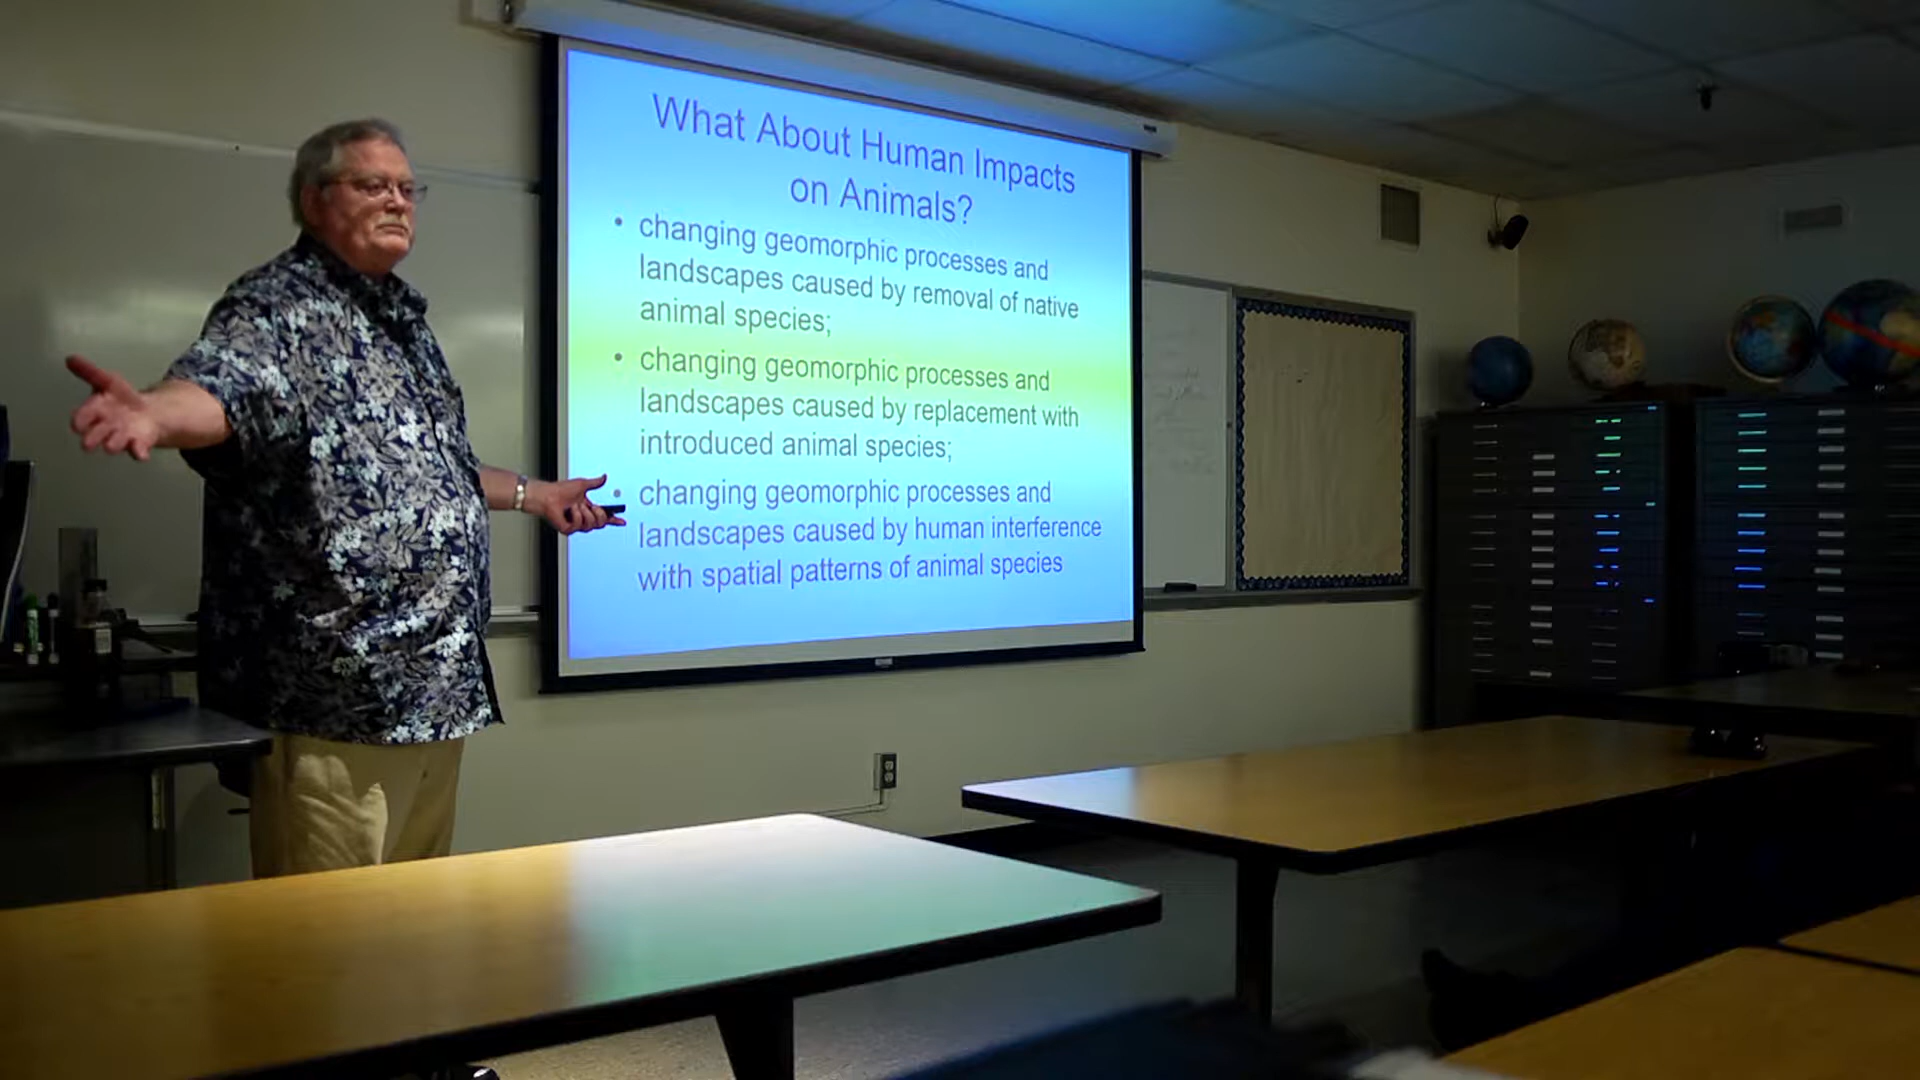 What About Human Impacts
on Animals?
• changing geomorphic processes and
landscapes caused by removal of native
animal species;
• changing geomorphic processes and
landscapes caused by replacement with
introduced animal species;
• changing geomorphic processes and
landscapes caused by human interference
with spatial patterns of animal species